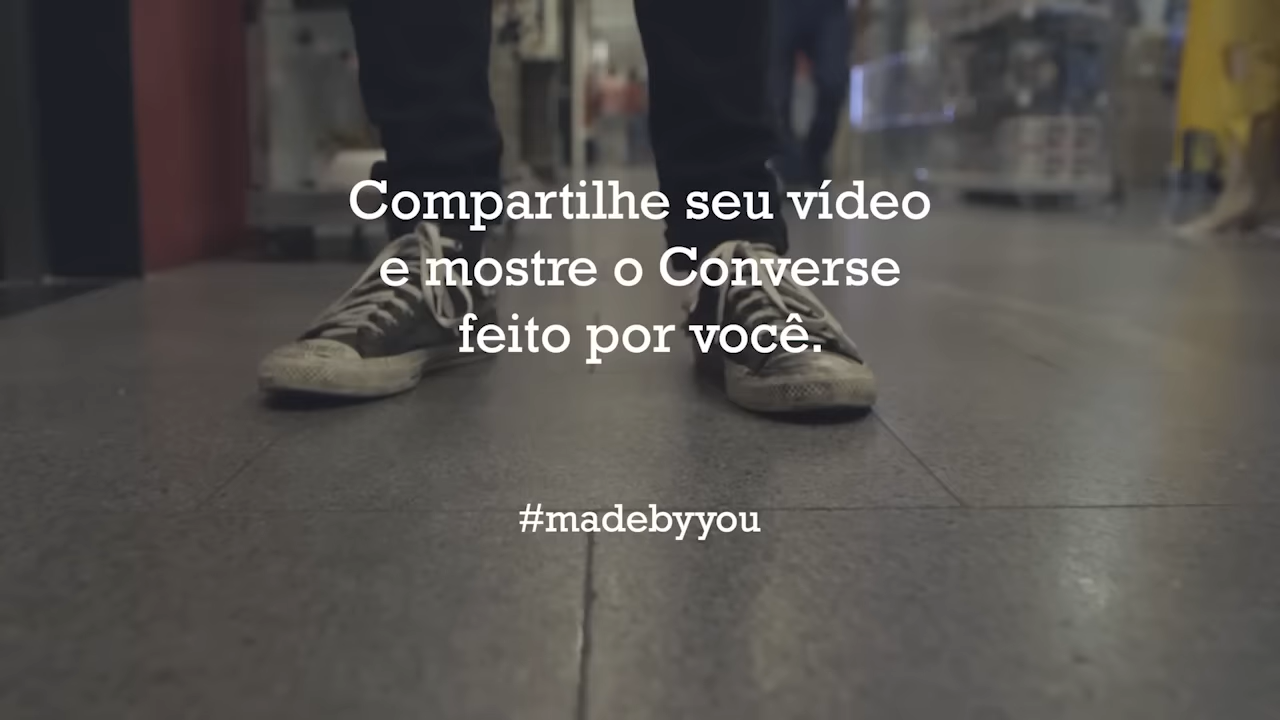 Compartilhe seu vídeo
e mostre o Converse
feito por você.
#madebyyou